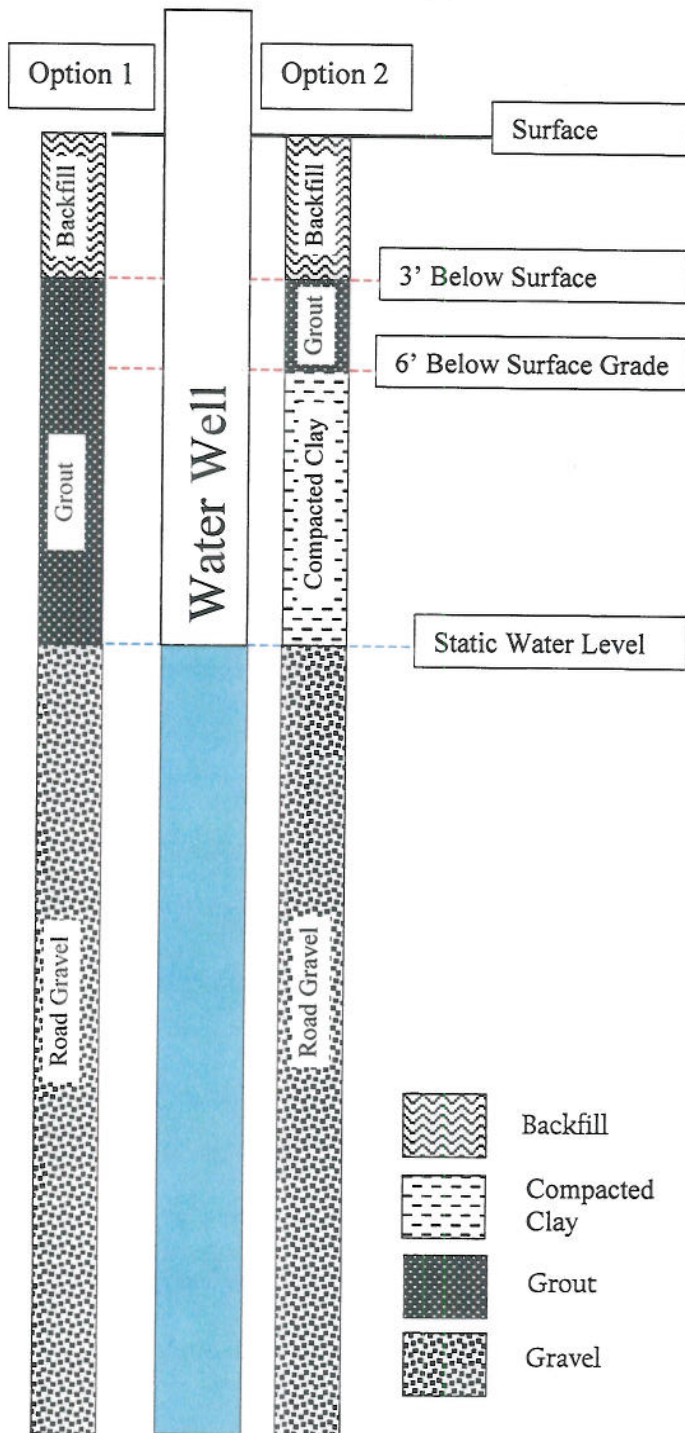 Option 1
Option 2
Surface
Backfill
Backfill
3' Below Surface
Grout
6' Below Surface Grade
Water Well
Grout
Compacted Clay
Static Water Level
Road Gravel
Road Gravel
Backfill
Compacted
Clay
Grout
Gravel